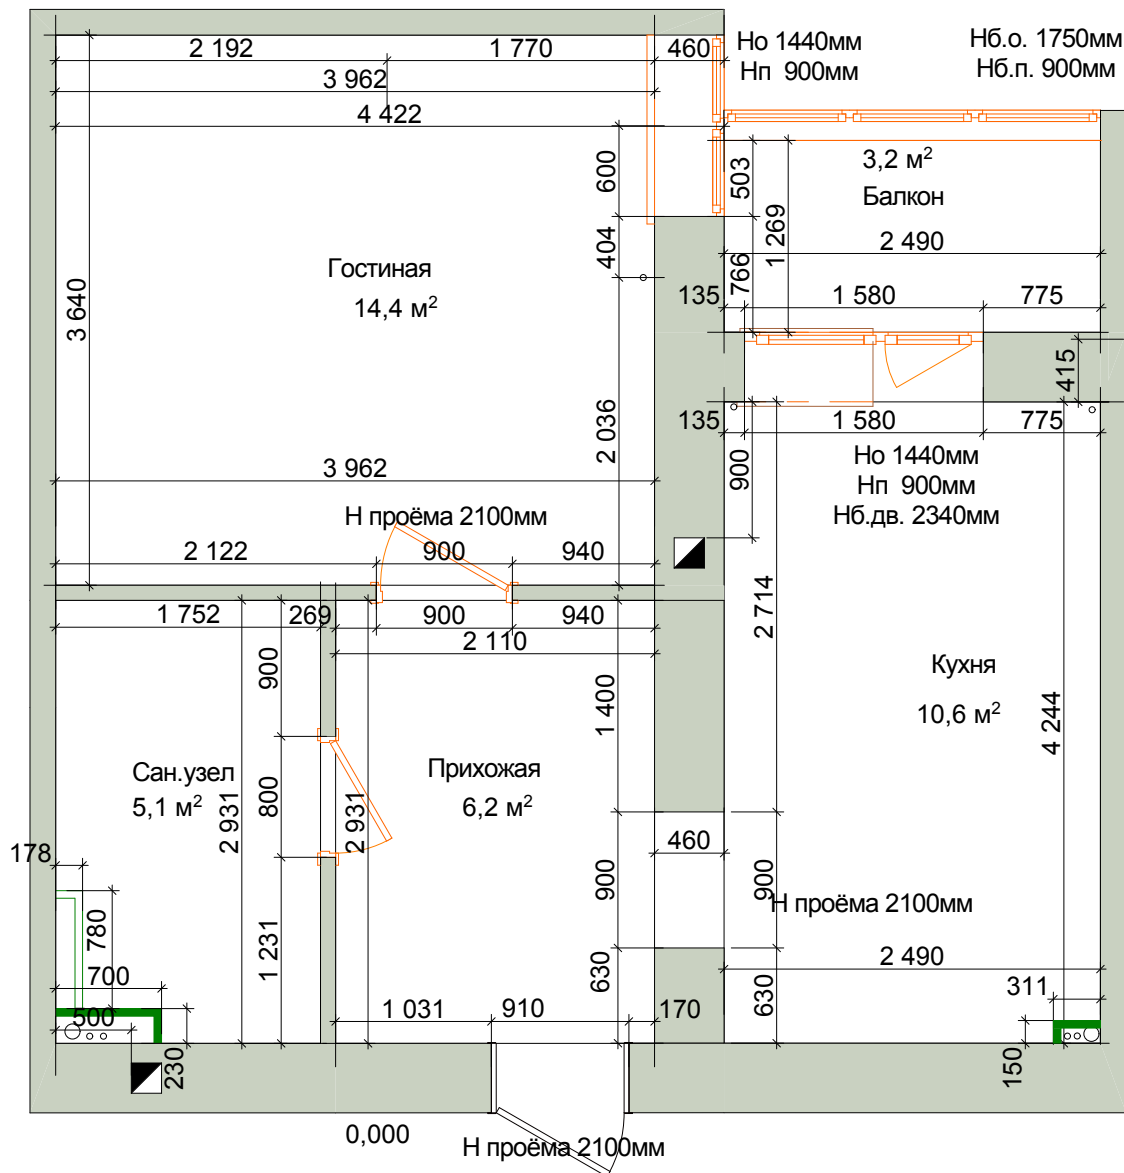 2 192
1 770
460
Но 1440мм
Нп 900мм
Нб.о. 1750мм
Нб.п. 900мм
3 962
4 422
600
503
3,2 м²
Балкон
1 269
404
766
2 490
Гостиная
14,4 м²
3 640
135
1 580
775
415
2 036
135
1 580
775
3 962
900
Но 1440мм
Нп 900мм
Нб.дв. 2340мм
Н проёма 2100мм
2 122
900
940
2 714
1 752
269
900
940
2 110
900
1 400
Кухня
10,6 м²
4 244
Сан.узел
5,1 м²
2 931
800
2 931
Прихожая
6,2 м²
178
460
780
1 231
900
900
Н проёма 2100мм
700
630
630
2 490
311
500
1 031
910
170
230
150
0,000
Н проёма 2100мм